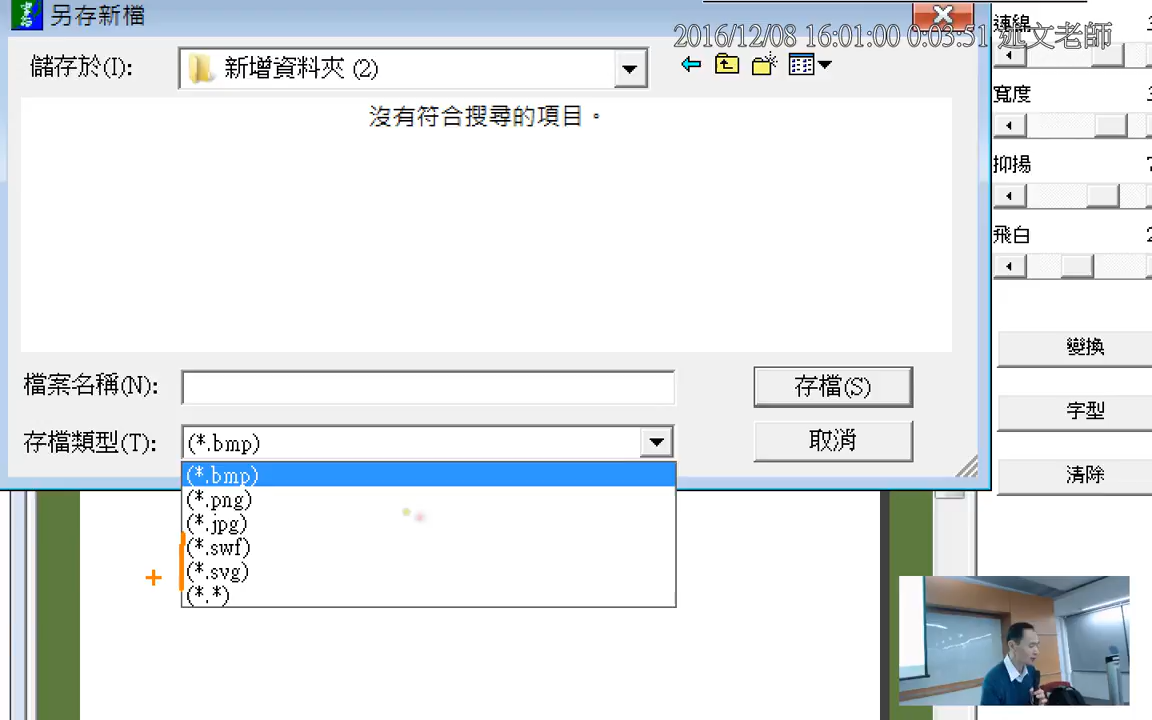 另存新檔
2016/12/08 16:01:00 0:03:51 述文老師
儲存於(I):
新增資料夾 (2)
沒有符合搜尋的項目。
檔案名稱(N):
存檔(S)
存檔類型(T):
(*.bmp)
取消
(*.bmp)
(*.png)
(*.jpg)
(*.swf)
(*.svg)
(*.*)
連綿
寬度
抑揚
飛白
變換
字型
清除